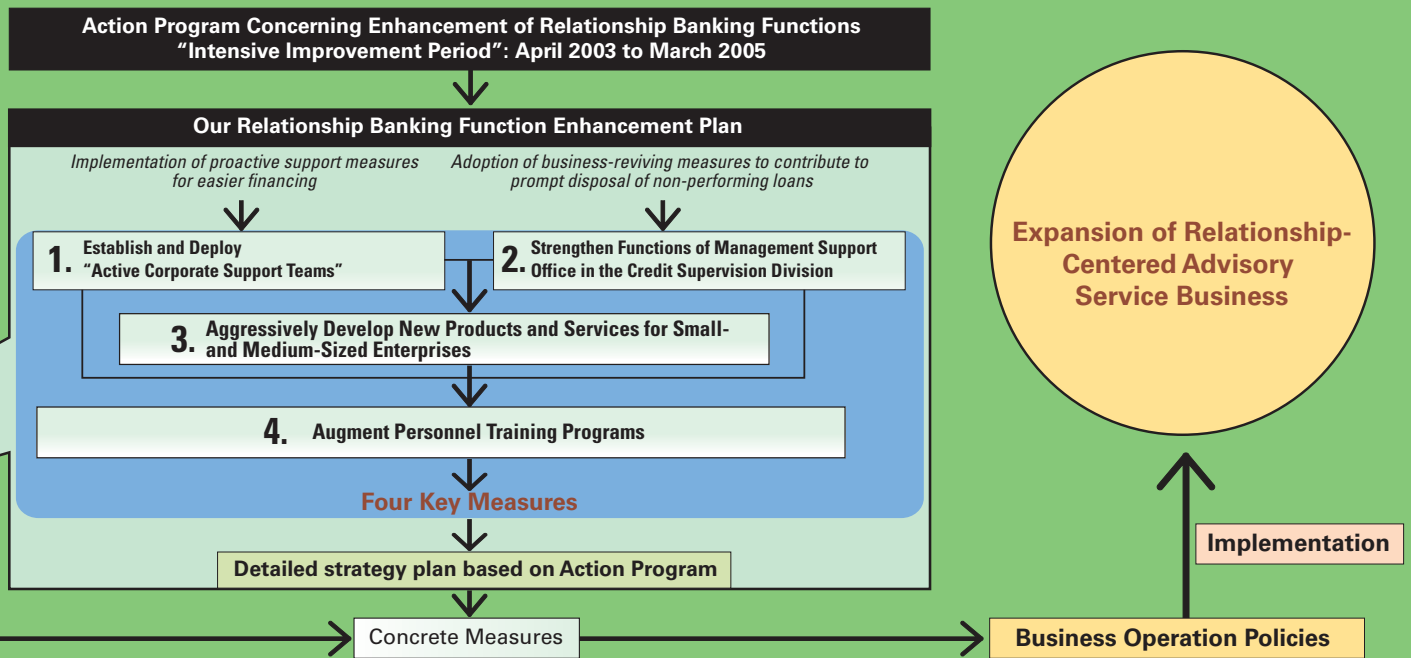 Action Program Concerning Enhancement of Relationship Banking Functions
“Intensive Improvement Period”: April 2003 to March 2005
Our Relationship Banking Function Enhancement Plan
Implementation of proactive support measures
for easier financing
Adoption of business-reviving measures to contribute to
prompt disposal of non-performing loans
1. Establish and Deploy
“Active Corporate Support Teams”
2. Strengthen Functions of Management Support
Office in the Credit Supervision Division
3. Aggressively Develop New Products and Services for Small-
and Medium-Sized Enterprises
4. Augment Personnel Training Programs
Four Key Measures
Detailed strategy plan based on Action Program
Concrete Measures
Business Operation Policies
Implementation
Expansion of Relationship-
Centered Advisory
Service Business